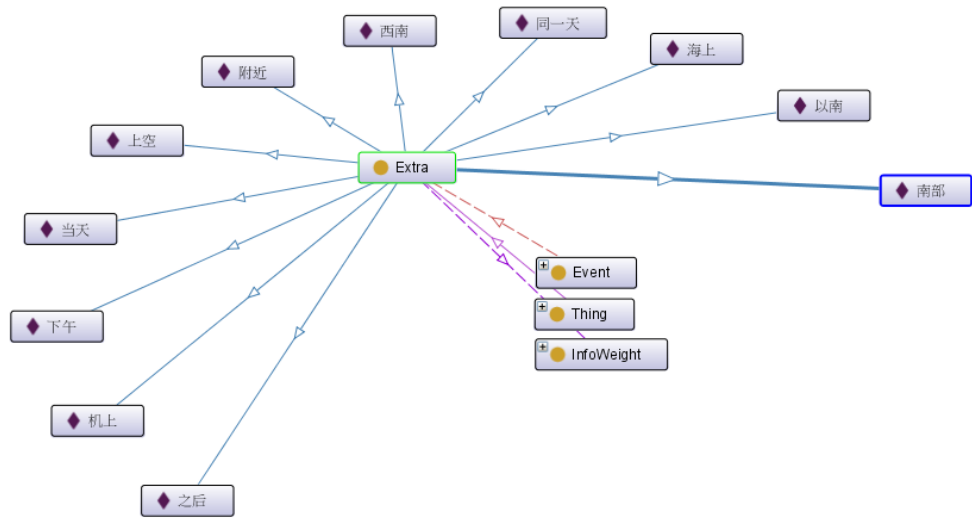 同一天
西南
海上
附近
以南
上空
Extra
南部
当天
Event
Thing
下午
InfoWeight
机上
之后